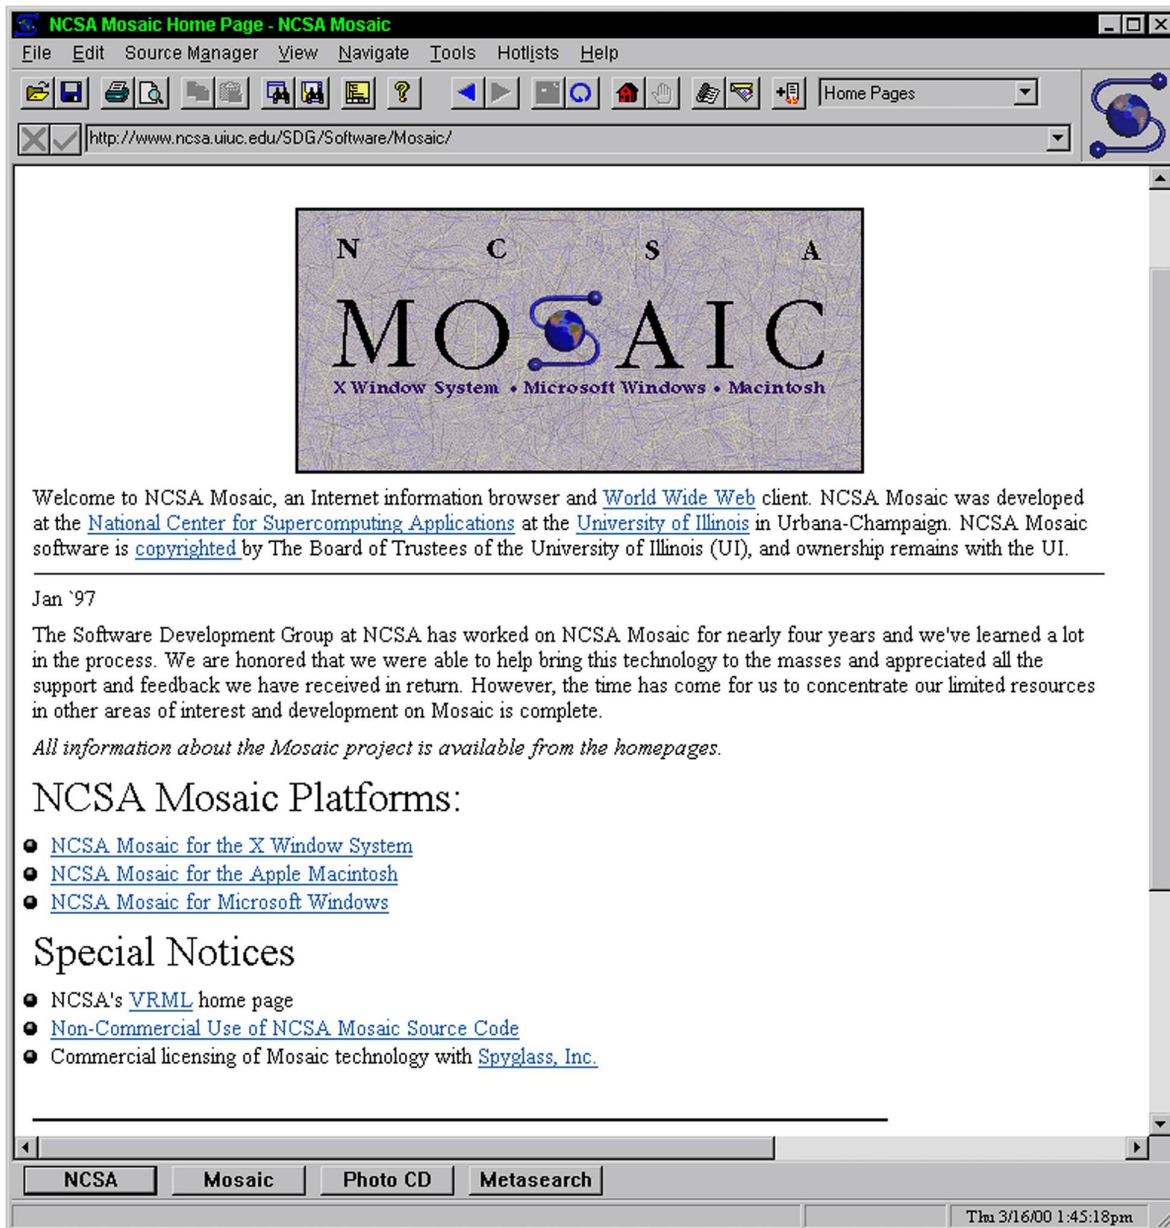 NCSA Mosaic Home Page - NCSA Mosaic
File Edit Source Manager View Navigate Tools Hotlists Help
Home Pages
http://www.ncsa.uiuc.edu/SDG/Software/Mosaic/
N C S A
MOSAIC
X Window System • Microsoft Windows • Macintosh
Welcome to NCSA Mosaic, an Internet information browser and World Wide Web client. NCSA Mosaic was developed
at the National Center for Supercomputing Applications at the University of Illinois in Urbana-Champaign. NCSA Mosaic
software is copyrighted by The Board of Trustees of the University of Illinois (UI), and ownership remains with the UI.
Jan `97
The Software Development Group at NCSA has worked on NCSA Mosaic for nearly four years and we've learned a lot
in the process. We are honored that we were able to help bring this technology to the masses and appreciated all the
support and feedback we have received in return. However, the time has come for us to concentrate our limited resources
in other areas of interest and development on Mosaic is complete.
All information about the Mosaic project is available from the homepages.
NCSA Mosaic Platforms:
NCSA Mosaic for the X Window System
NCSA Mosaic for the Apple Macintosh
NCSA Mosaic for Microsoft Windows
Special Notices
NCSA's VRML home page
Non-Commercial Use of NCSA Mosaic Source Code
Commercial licensing of Mosaic technology with Spyglass, Inc.
NCSA Mosaic Photo CD Metasearch
Thu 3/16/00 1:45:18pm